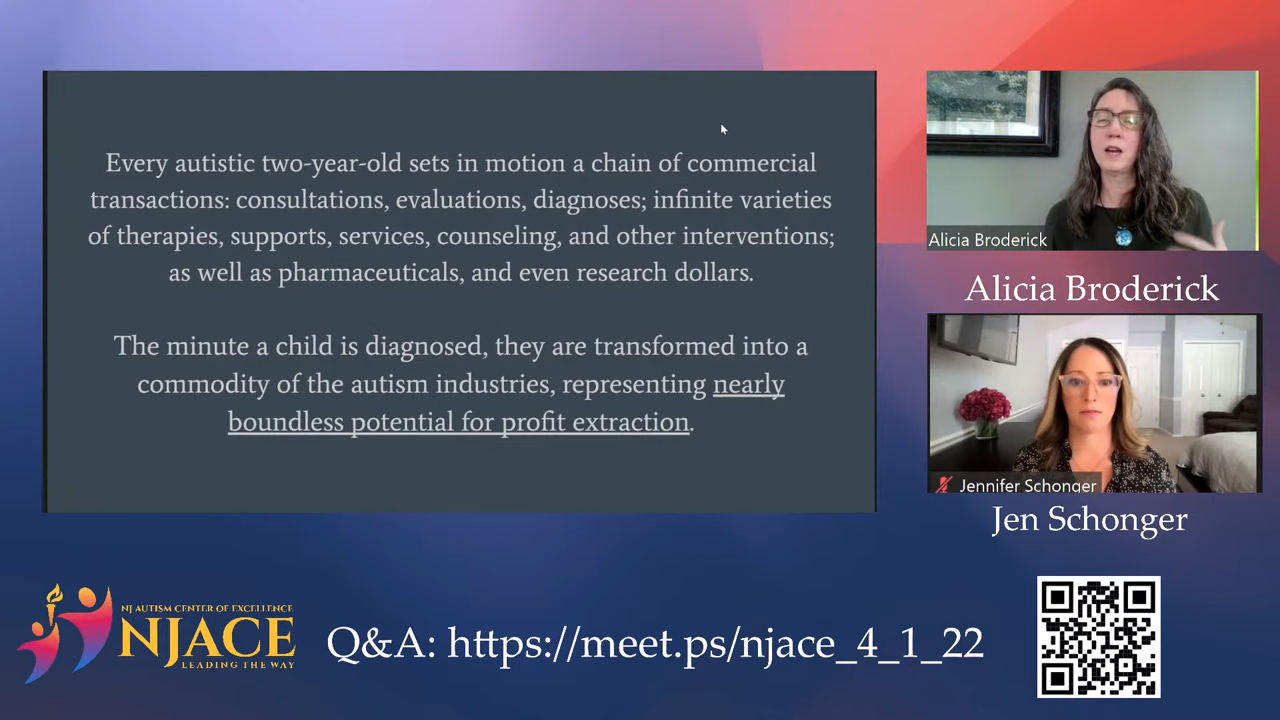 Every autistic two-year-old sets in motion a chain of commercial
transactions: consultations, evaluations, diagnoses; infinite varieties
of therapies, supports, services, counseling, and other interventions;
as well as pharmaceuticals, and even research dollars.
The minute a child is diagnosed, they are transformed into a
commodity of the autism industries, representing nearly
boundless potential for profit extraction.
Alicia Broderick
Alicia Broderick
Jennifer Schonger
Jen Schonger
NJ AUTISM CENTER OF EXCELLENCE
NJACE
LEADING THE WAY
Q&A: https://meet.ps/njace_4_1_22